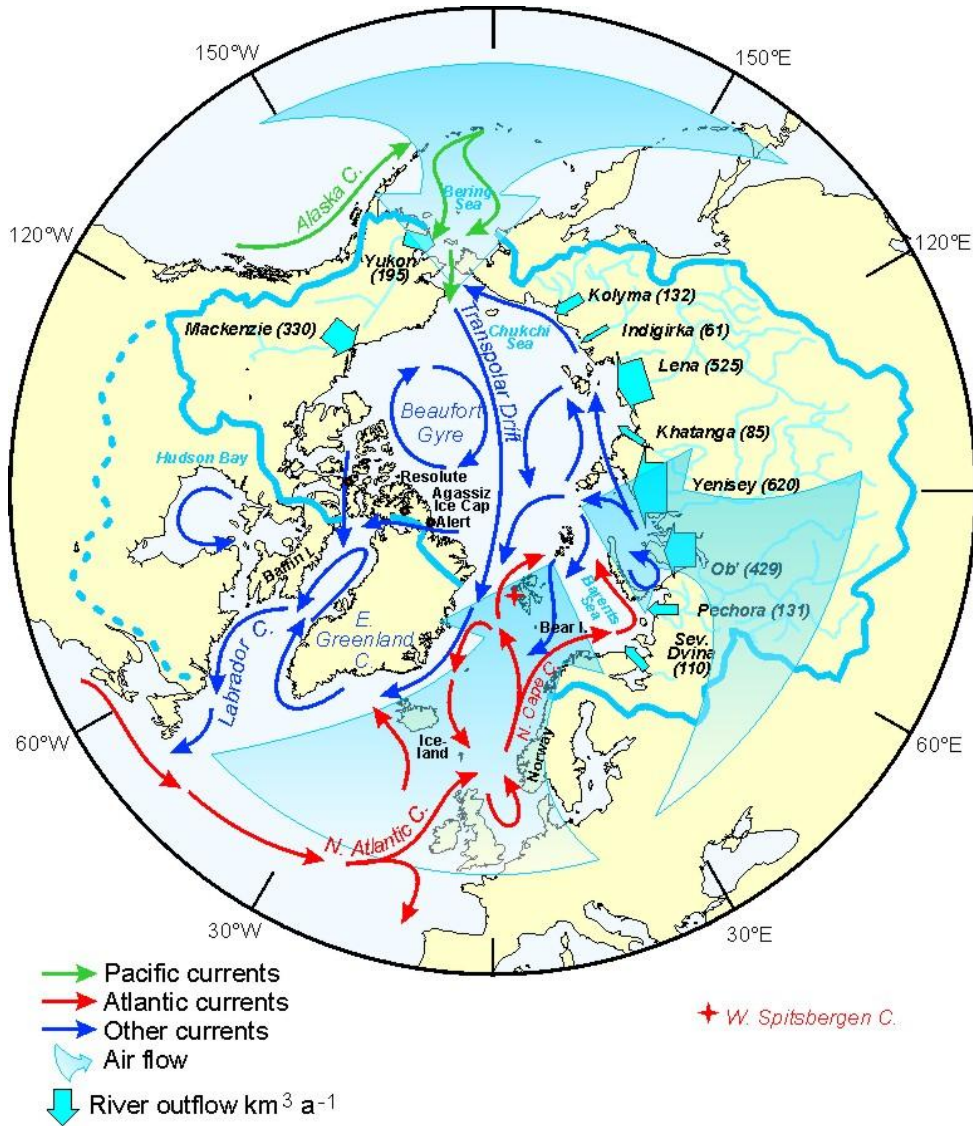 150°W
150°E
Alaska C.
Bering
Sea
120°W
120°E
Yukon
(195)
Kolyma (132)
Mackenzie (330)
Transpolar Drift
Chukchi
Sea
Indigirka (61)
Lena (525)
Beaufort
Gyre
Khatanga (85)
Hudson Bay
Resolute
Agassiz
Ice Cap
Alert
Yenisey (620)
Baffin I.
Ob' (429)
Barents
Sea
Pechora (131)
E.
Greenland
C.
Bear I.
Sev.
Dvina
(110)
Labrador C.
N. Cape C.
60°W
60°E
Ice-
land
Norway
N. Atlantic C.
30°W
30°E
Pacific currents
Atlantic currents
Other currents
Air flow
River outflow km³ a⁻¹
W. Spitsbergen C.